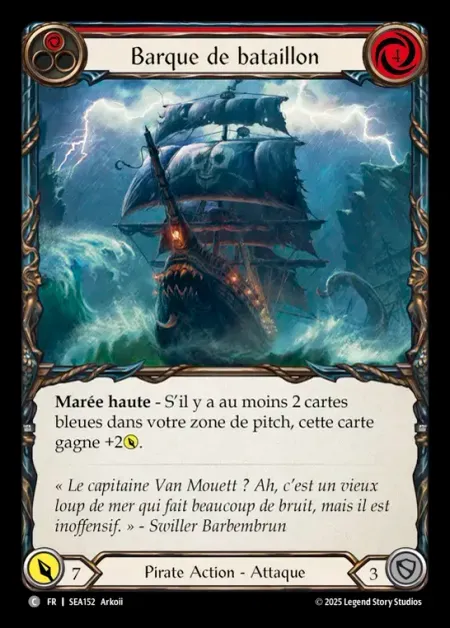 Barque de bataillon
4
Marée haute - S'il y a au moins 2 cartes
bleues dans votre zone de pitch, cette carte
gagne +2.
« Le capitaine Van Mouett ? Ah, c'est un vieux
loup de mer qui fait beaucoup de bruit, mais il est
inoffensif. » - Swiller Barbembrun
7
Pirate Action - Attaque
3
C FR | SEA152 Arkoii
© 2025 Legend Story Studios